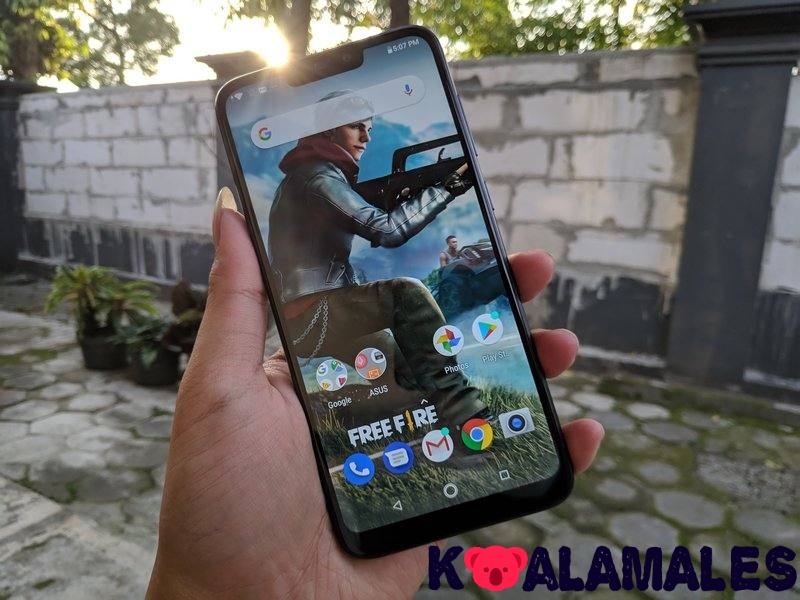 5:07 PM
G
Photos
Play St...
Google
ASUS
FREE FIRE
KOALAMALES